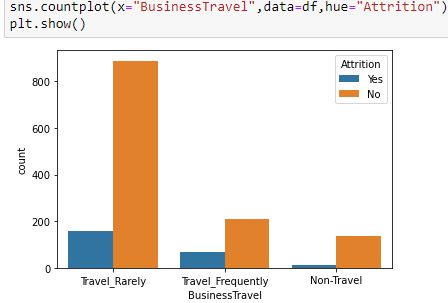 sns.countplot(x="BusinessTravel",data=df,hue="Attrition")
plt.show()
Attrition
Yes
No
800
600
400
200
0
count
Travel_Rarely Travel_Frequently Non-Travel
BusinessTravel